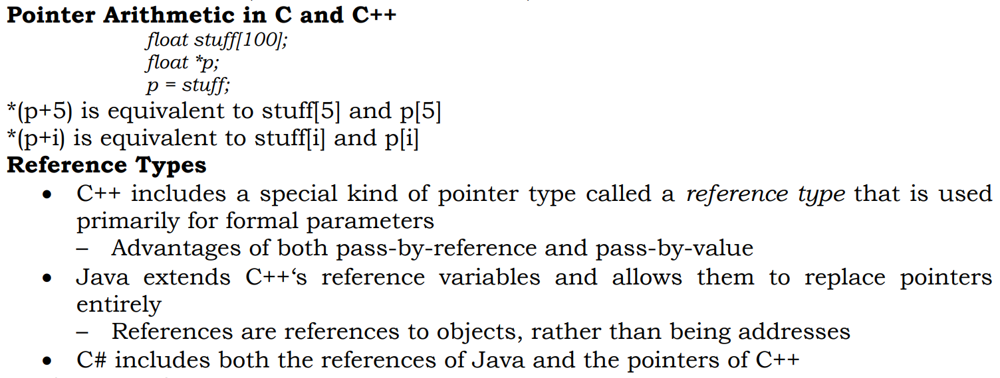 Pointer Arithmetic in C and C++
float stuff[100];
float *p;
p = stuff;
*(p+5) is equivalent to stuff[5] and p[5]
*(p+i) is equivalent to stuff[i] and p[i]
Reference Types
• C++ includes a special kind of pointer type called a reference type that is used
primarily for formal parameters
– Advantages of both pass-by-reference and pass-by-value
• Java extends C++‘s reference variables and allows them to replace pointers
entirely
– References are references to objects, rather than being addresses
• C# includes both the references of Java and the pointers of C++